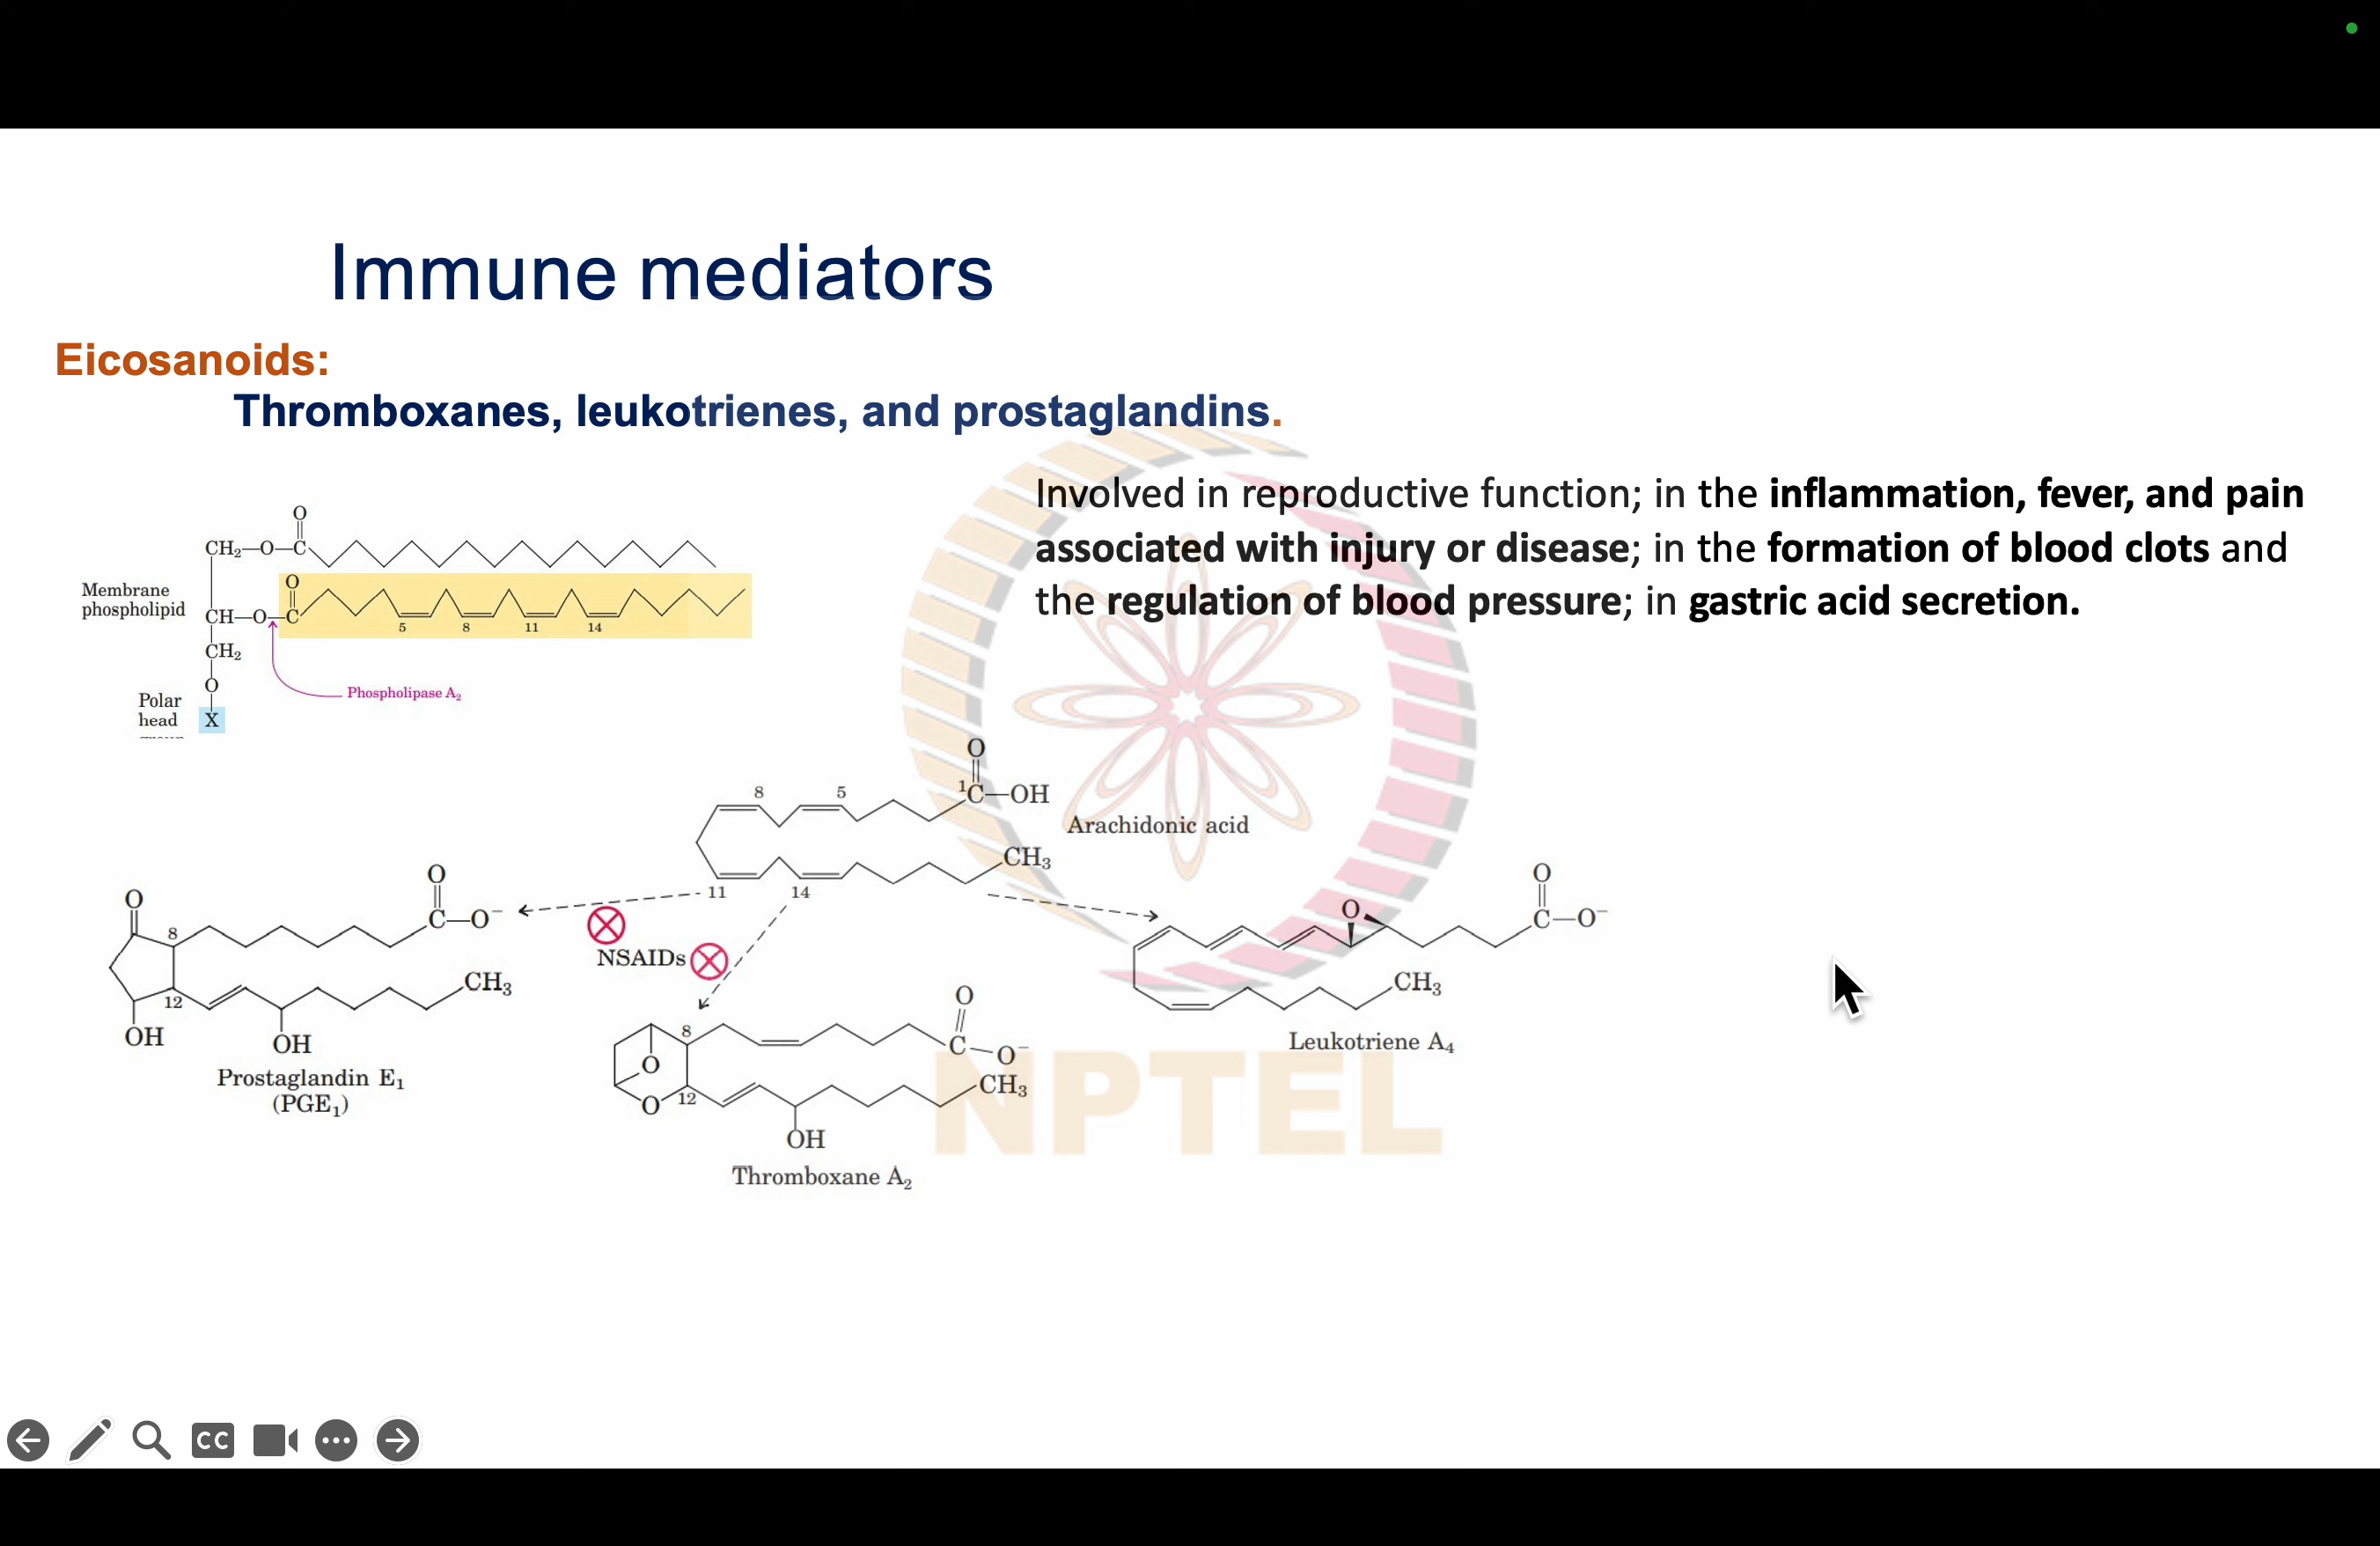 Immune mediators
Eicosanoids:
Thromboxanes, leukotrienes, and prostaglandins.
Involved in reproductive function; in the inflammation, fever, and pain
associated with injury or disease; in the formation of blood clots and
the regulation of blood pressure; in gastric acid secretion.
O
CH₂—O—C
Membrane
phospholipid
O
CH—O—C
5 8 11 14
CH₂
O
Phospholipase A₂
Polar
head
X
O
8 5 ¹C—OH
Arachidonic acid
CH₃
11 14
O
O
C—O⁻
8
CH₃
12
OH
OH
Prostaglandin E₁
(PGE₁)
NSAIDs
O
8
C—O⁻
O
CH₃
O 12
OH
Thromboxane A₂
O
O
C—O⁻
CH₃
Leukotriene A₄
NPTEL
CC